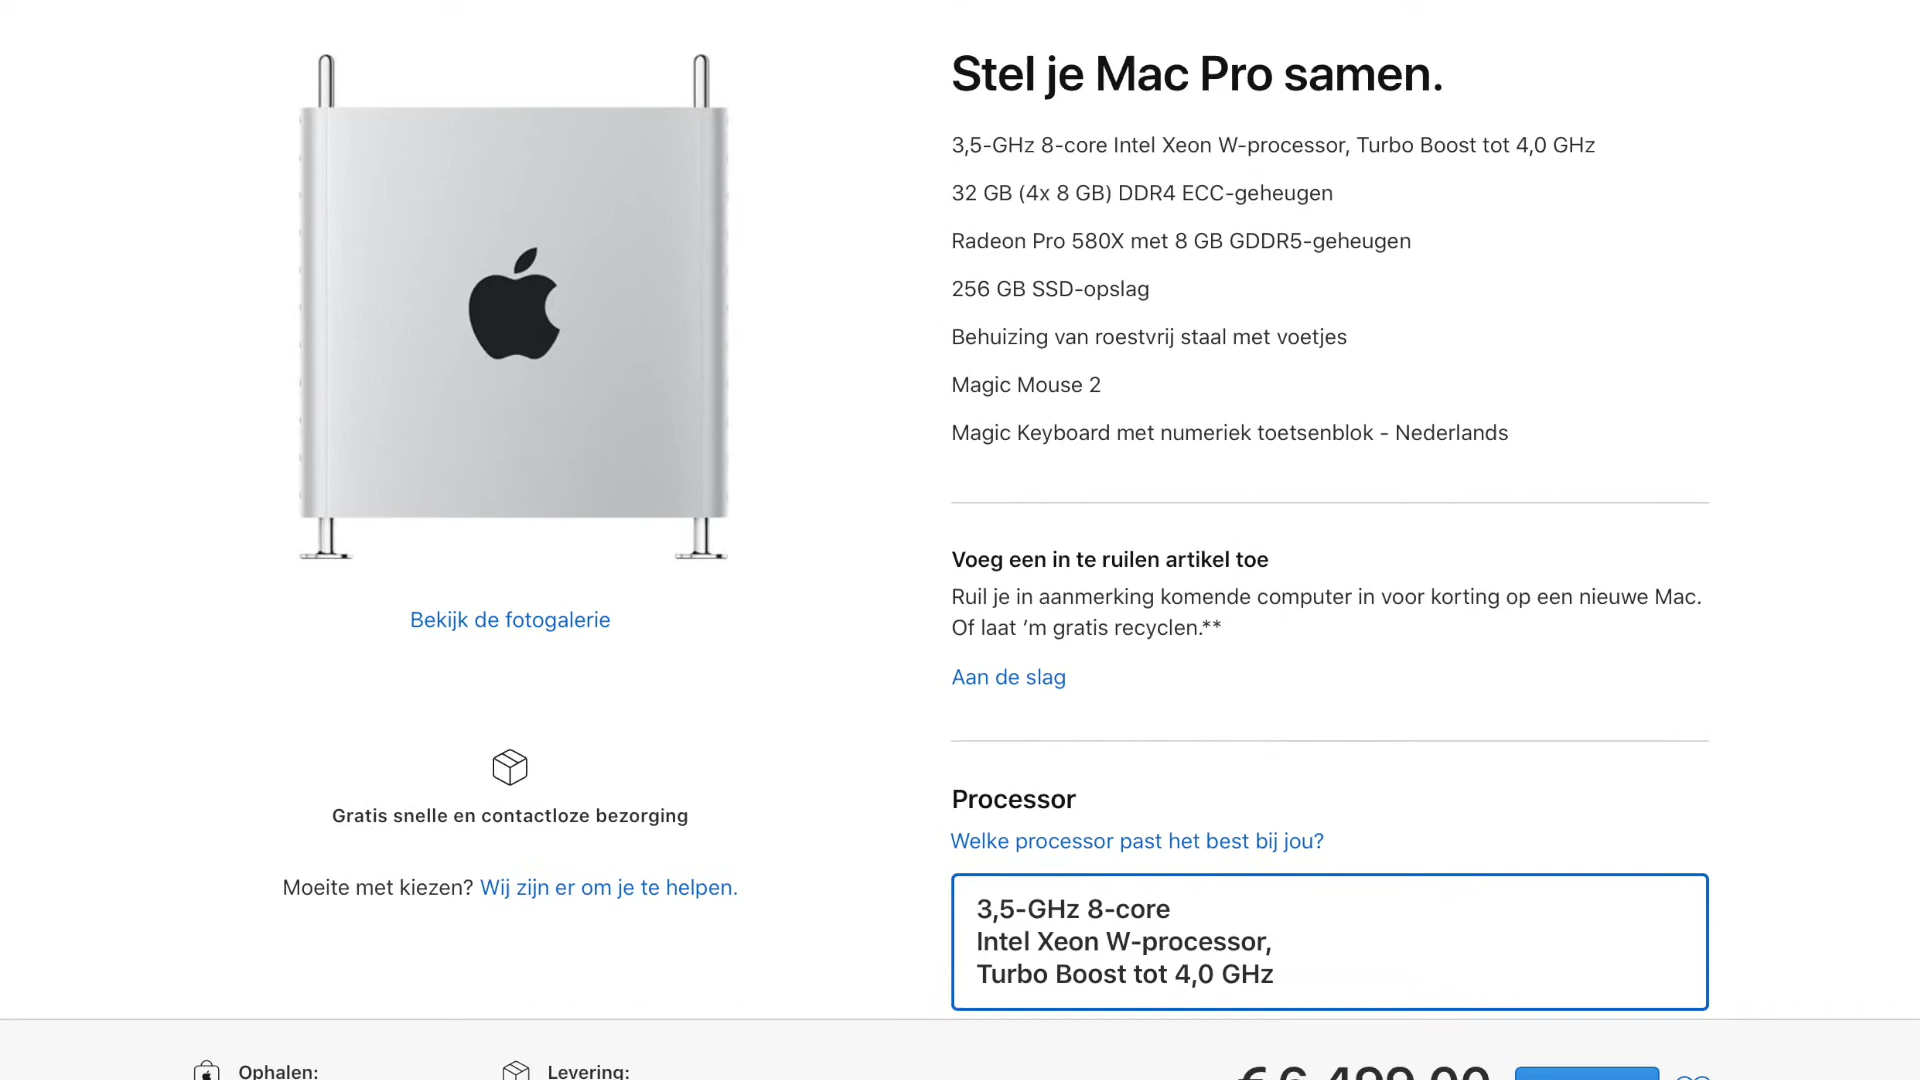 Stel je Mac Pro samen.
3,5-GHz 8-core Intel Xeon W-processor, Turbo Boost tot 4,0 GHz
32 GB (4x 8 GB) DDR4 ECC-geheugen
Radeon Pro 580X met 8 GB GDDR5-geheugen
256 GB SSD-opslag
Behuizing van roestvrij staal met voetjes
Magic Mouse 2
Magic Keyboard met numeriek toetsenblok - Nederlands
Bekijk de fotogalerie
Gratis snelle en contactloze bezorging
Moeite met kiezen? Wij zijn er om je te helpen.
Voeg een in te ruilen artikel toe
Ruil je in aanmerking komende computer in voor korting op een nieuwe Mac.
Of laat ’m gratis recyclen.**
Aan de slag
Processor
Welke processor past het best bij jou?
3,5-GHz 8-core
Intel Xeon W-processor,
Turbo Boost tot 4,0 GHz
Ophalen:
Levering:
€ 6.499,00